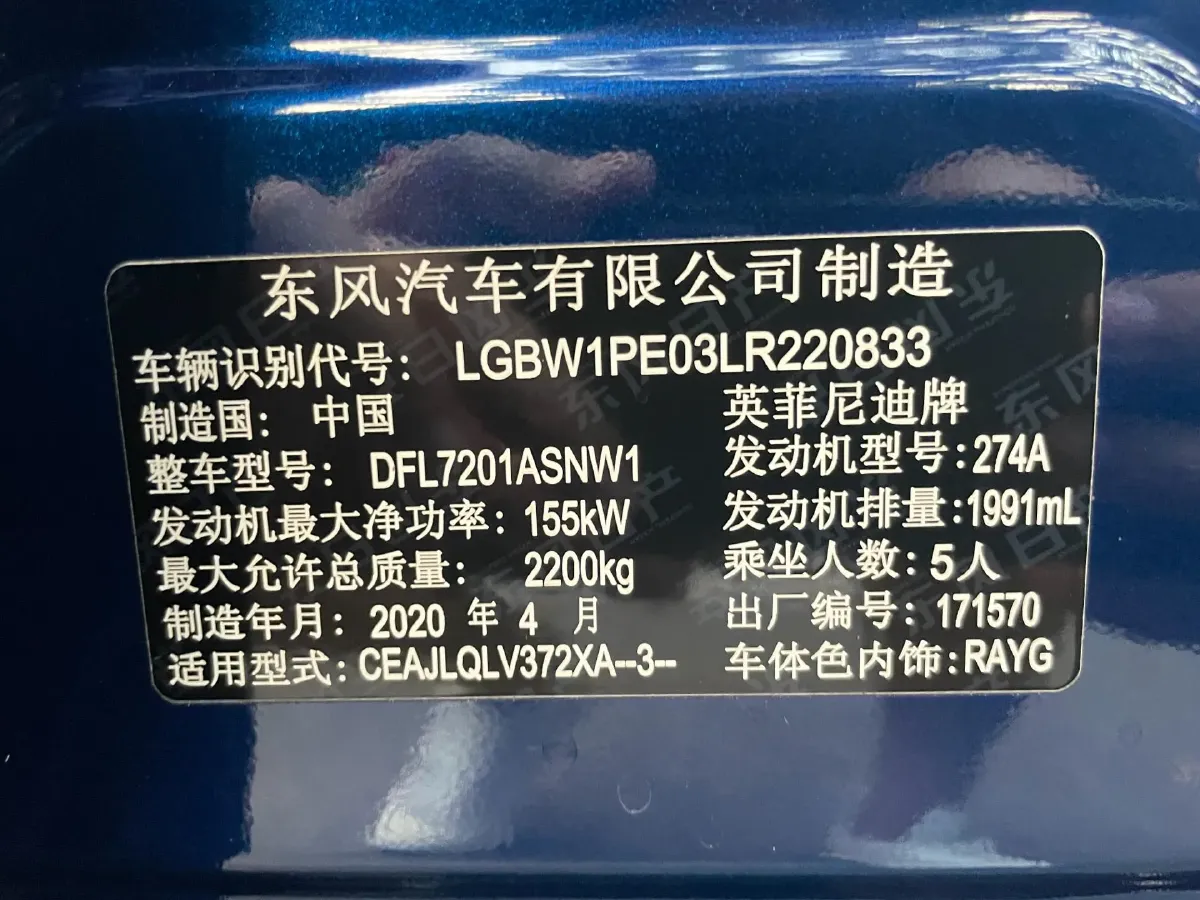 东风汽车有限公司制造
车辆识别代号: LGBW1PE03LR220833
制造国: 中国 英菲尼迪牌
整车型号: DFL7201ASNW1 发动机型号:274A
发动机最大净功率: 155kW 发动机排量:1991mL
最大允许总质量: 2200kg 乘坐人数: 5人
制造年月: 2020 年 4 月 出厂编号: 171570
适用型式: CEAJLQLV372XA--3-- 车体色内饰:RAYG